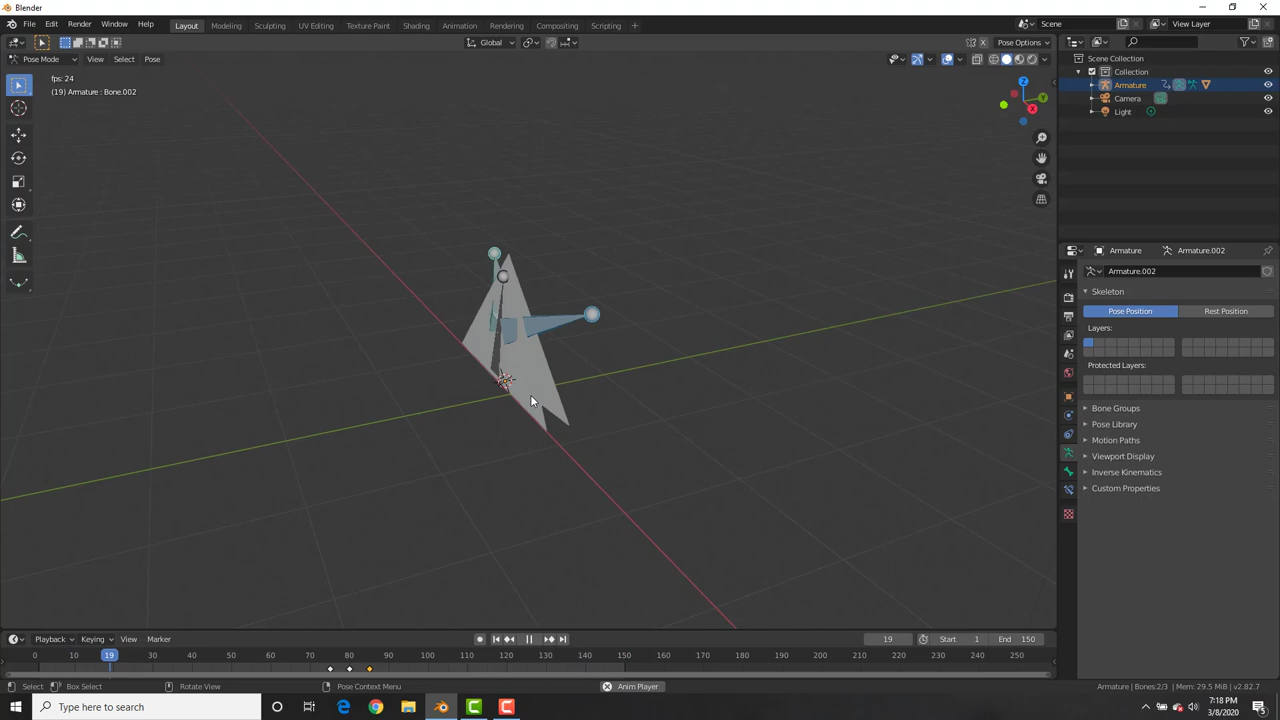 Blender
File Edit Render Window Help Layout Modeling Sculpting UV Editing Texture Paint Shading Animation Rendering Compositing Scripting + Scene View Layer
Global Pose Options
Pose Mode View Select Pose
fps: 24
(19) Armature : Bone.002
Scene Collection
Collection
Armature
Camera
Light
Z
Y
X
Armature Armature.002
Armature.002
Skeleton
Pose Position Rest Position
Layers:
Protected Layers:
Bone Groups
Pose Library
Motion Paths
Viewport Display
Inverse Kinematics
Custom Properties
Playback Keying View Marker 19 Start 1 End 150
0 10 19 30 40 50 60 70 80 90 100 110 120 130 140 150 160 170 180 190 200 210 220 230 240 250
Select Box Select Rotate View Pose Context Menu Anim Player Armature | Bones:2/3 | Mem: 29.5 MiB | v2.82.7
Type here to search
7:18 PM
3/8/2020
5